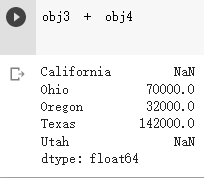 obj3 + obj4
California NaN
Ohio 70000.0
Oregon 32000.0
Texas 142000.0
Utah NaN
dtype: float64